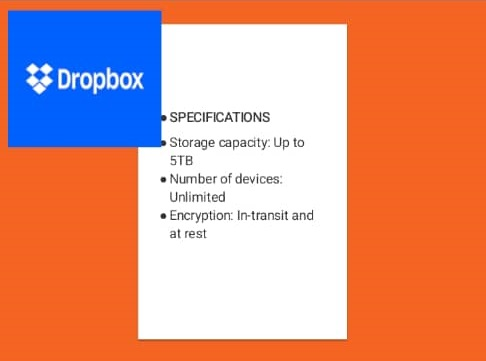 Dropbox
• SPECIFICATIONS
• Storage capacity: Up to
5TB
• Number of devices:
Unlimited
• Encryption: In-transit and
at rest